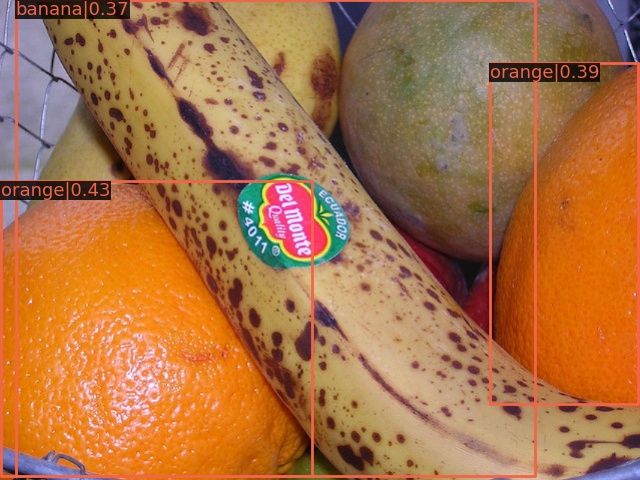 banana|0.37
orange|0.39
orange|0.43
Del Monte
Quality
ECUADOR
# 4011 ®